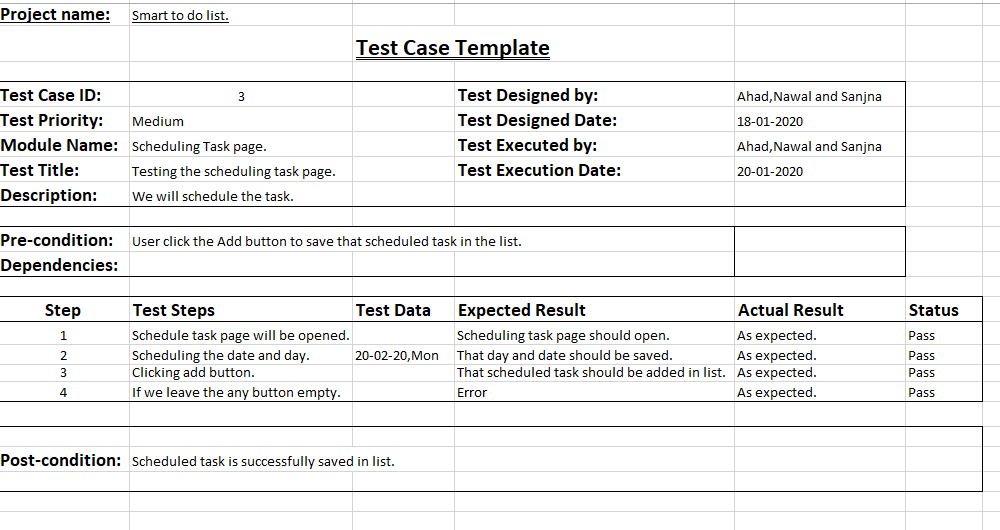 Project name: Smart to do list.
Test Case Template
Test Case ID: 3 Test Designed by: Ahad,Nawal and Sanjna
Test Priority: Medium Test Designed Date: 18-01-2020
Module Name: Scheduling Task page. Test Executed by: Ahad,Nawal and Sanjna
Test Title: Testing the scheduling task page. Test Execution Date: 20-01-2020
Description: We will schedule the task.
Pre-condition: User click the Add button to save that scheduled task in the list.
Dependencies:
Step Test Steps Test Data Expected Result Actual Result Status
1 Schedule task page will be opened. Scheduling task page should open. As expected. Pass
2 Scheduling the date and day. 20-02-20,Mon That day and date should be saved. As expected. Pass
3 Clicking add button. That scheduled task should be added in list. As expected. Pass
4 If we leave the any button empty. Error As expected. Pass
Post-condition: Scheduled task is successfully saved in list.